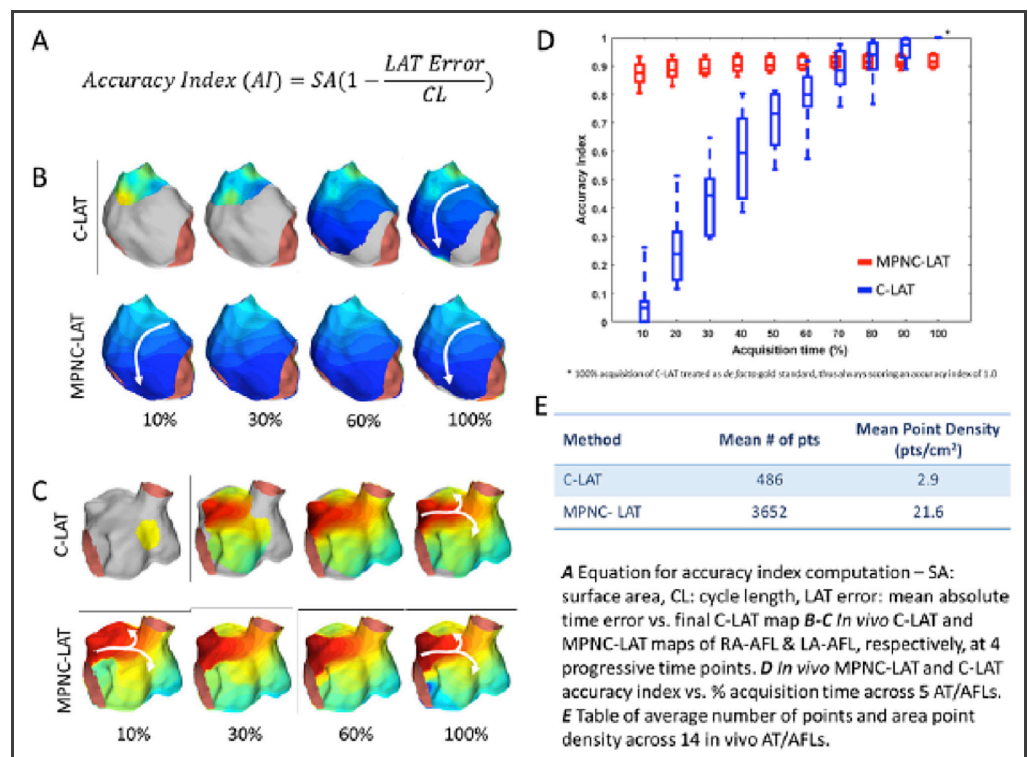 A
Accuracy Index (AI) = SA(1 − LAT Error / CL)
B
C-LAT
MPNC-LAT
10%
30%
60%
100%
C
C-LAT
MPNC-LAT
10%
30%
60%
100%
D
Accuracy Index
1
0.9
0.8
0.7
0.6
0.5
0.4
0.3
0.2
0.1
0
*
MPNC-LAT
C-LAT
10 20 30 40 50 60 70 80 90 100
Acquisition time (%)
* 100% acquisition of C-LAT treated as de facto gold standard, thus always scoring an accuracy index of 1.0
E
Method Mean # of pts Mean Point Density (pts/cm²)
C-LAT 486 2.9
MPNC- LAT 3652 21.6
A Equation for accuracy index computation – SA:
surface area, CL: cycle length, LAT error: mean absolute
time error vs. final C-LAT map B-C In vivo C-LAT and
MPNC-LAT maps of RA-AFL & LA-AFL, respectively, at 4
progressive time points. D In vivo MPNC-LAT and C-LAT
accuracy index vs. % acquisition time across 5 AT/AFLs.
E Table of average number of points and area point
density across 14 in vivo AT/AFLs.